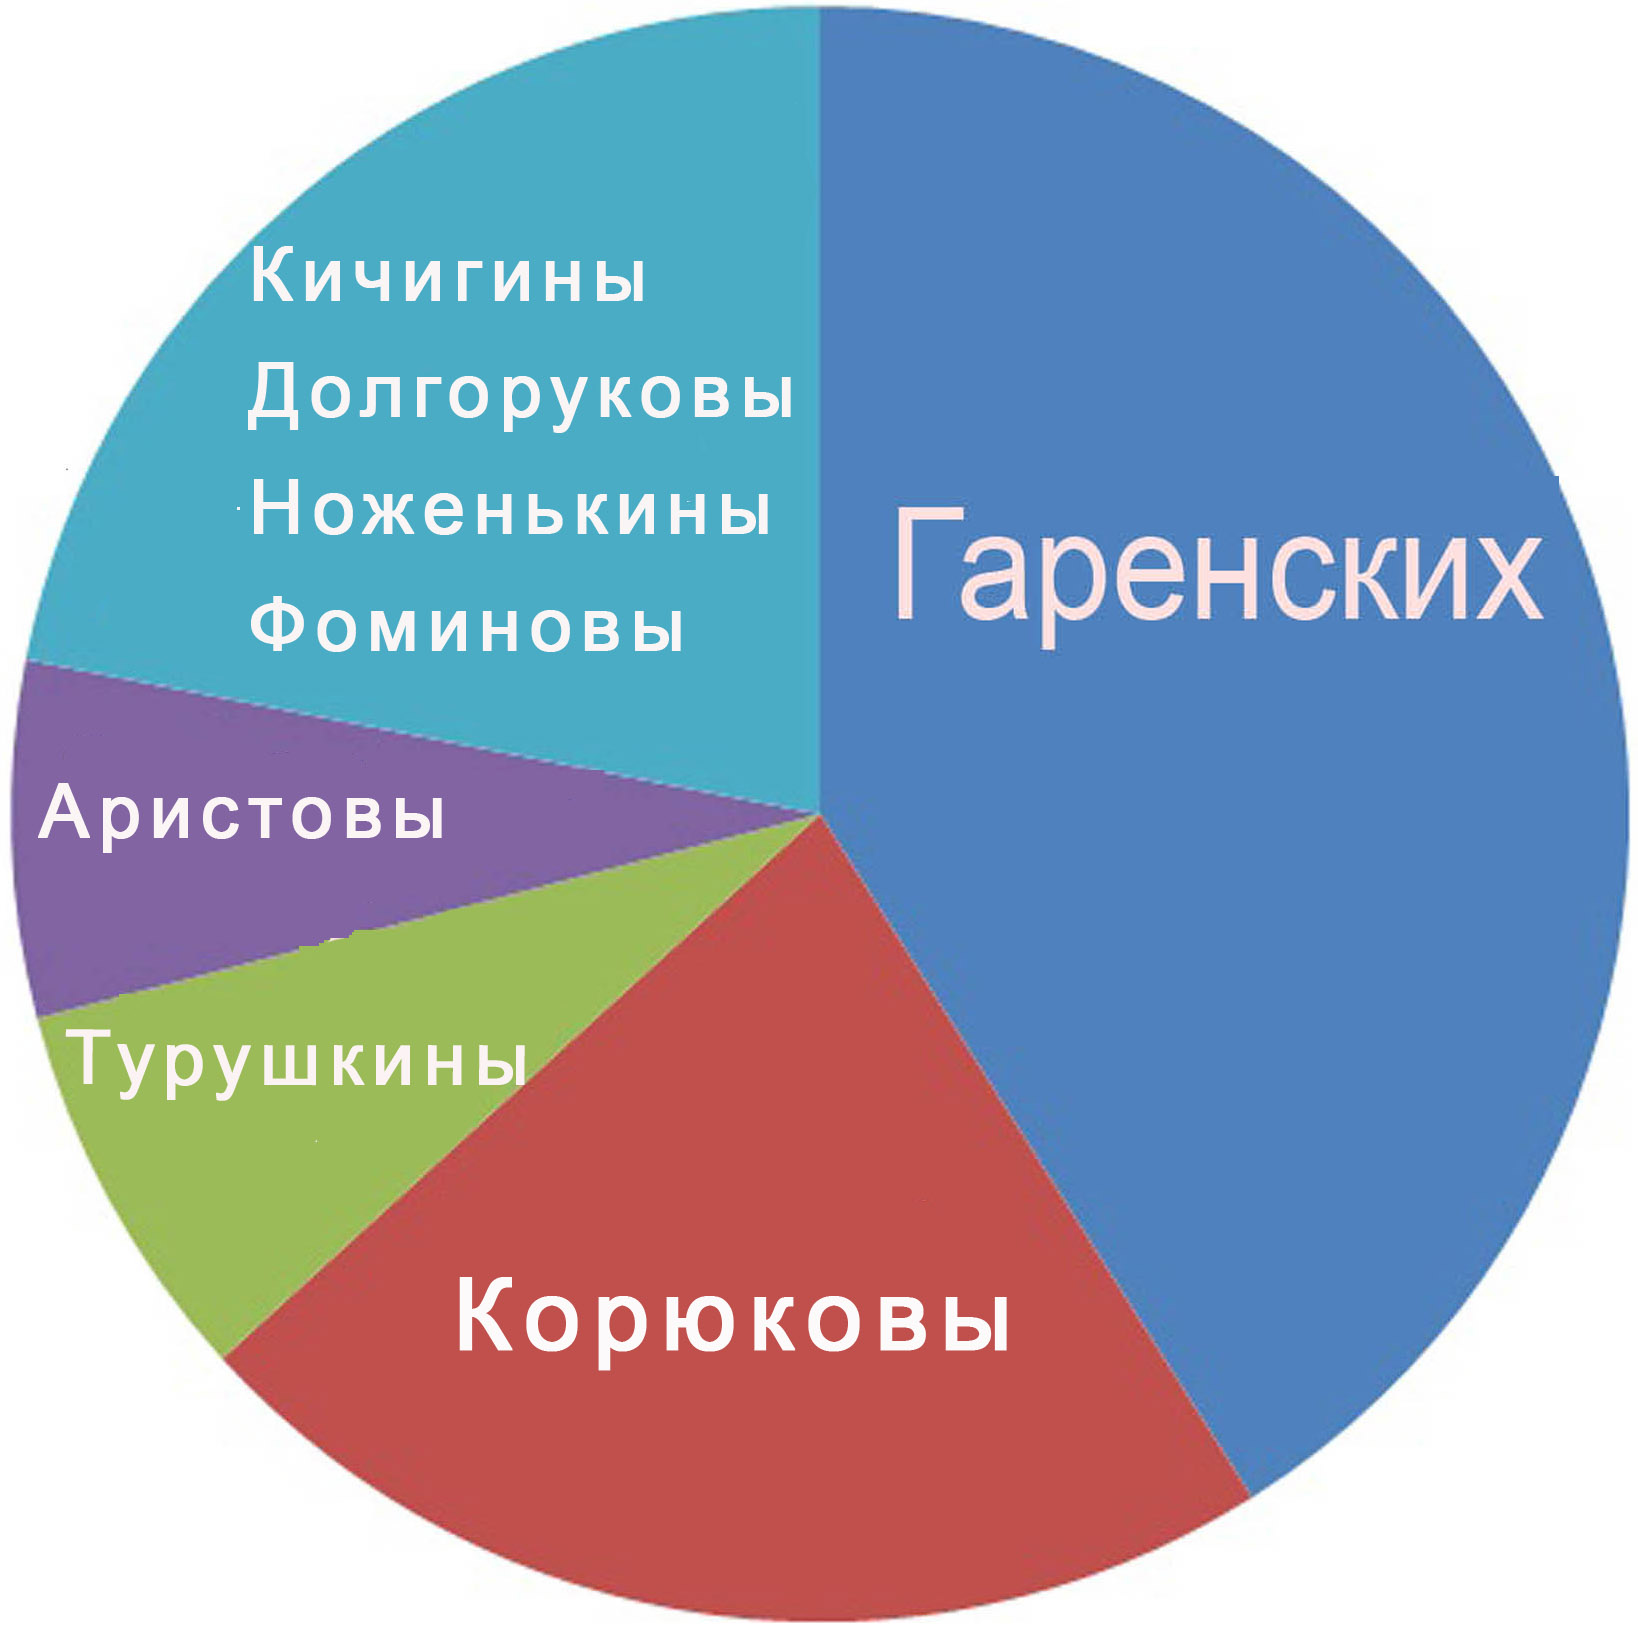 Кичигины
Долгоруковы
Ноженькины
Фоминовы
Гаренских
Аристовы
Турушкины
Корюковы